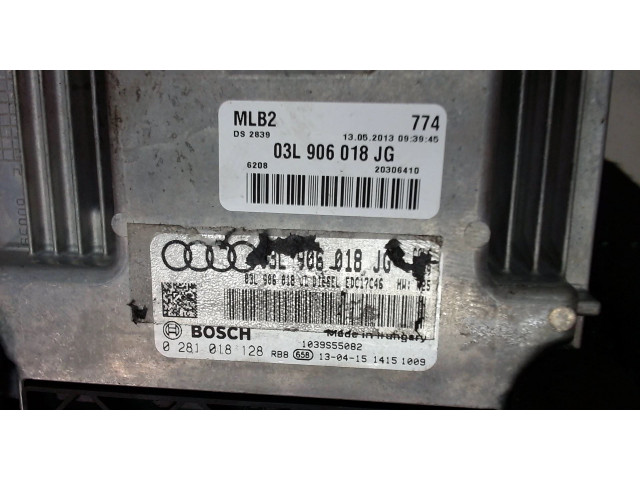 MLB2 774
DS 2839 13.05.2013 09:39:45
03L 906 018 JG
6208 20306410
03L 906 018 JG
03L 906 018 DIESEL EDC17C46 HW:
BOSCH Made in Hungary
1039S55082
0 281 018 128 RB8 658 13-04-15 1415 1009